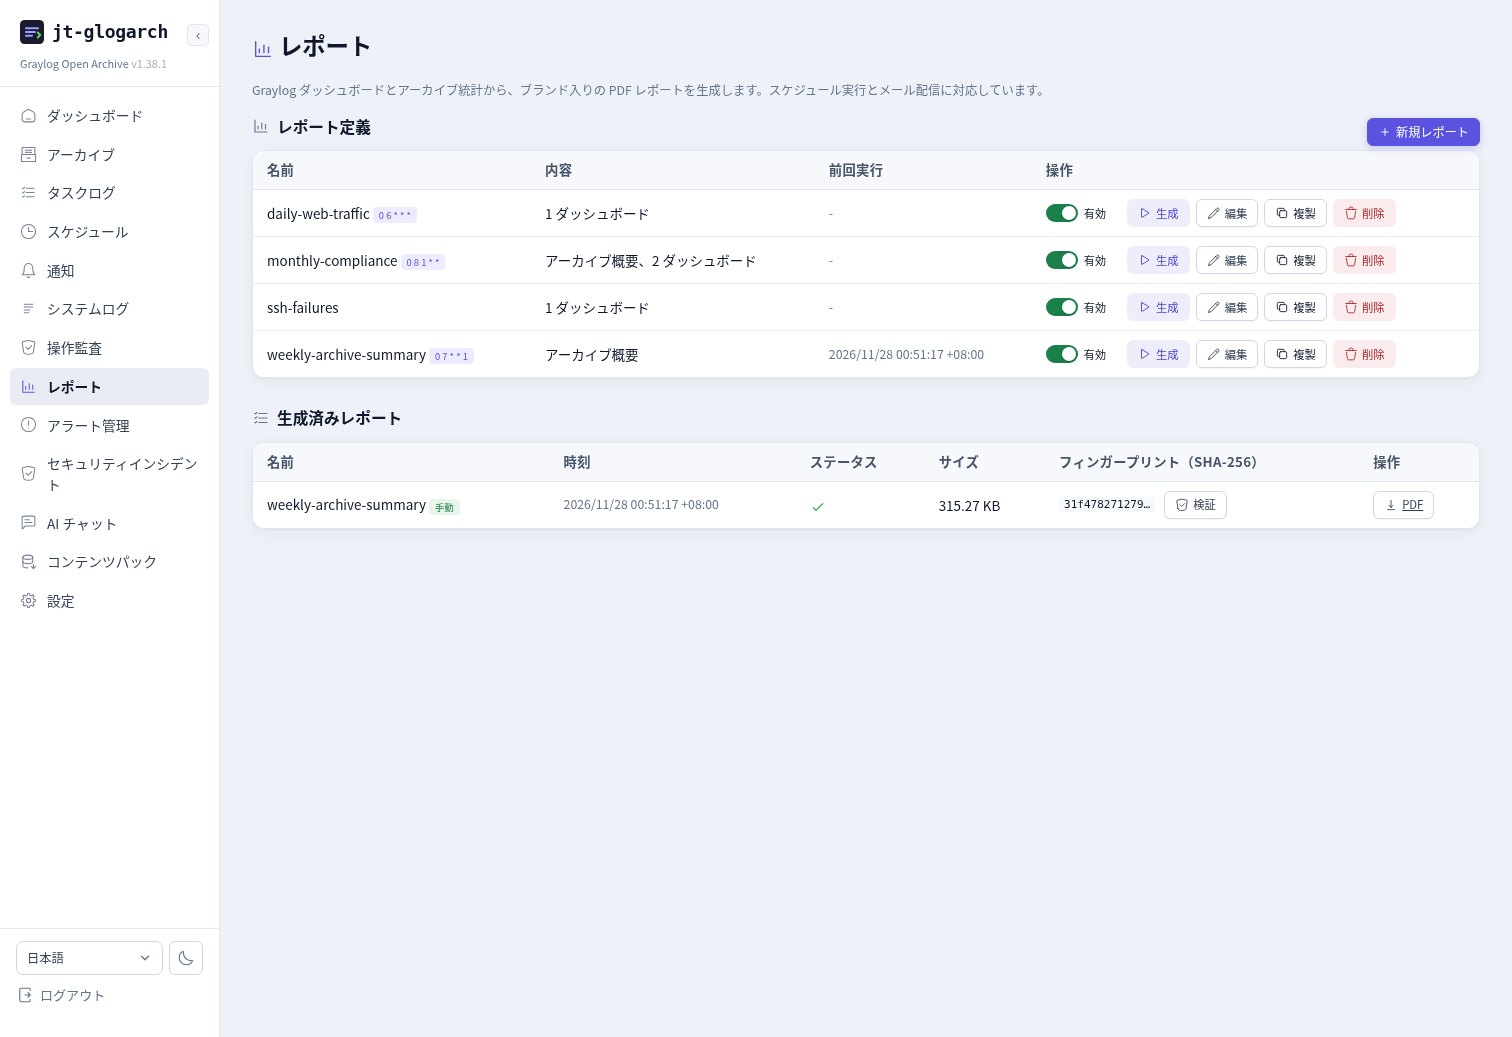 jt-glogarch
Graylog Open Archive v1.38.1
ダッシュボード
アーカイブ
タスクログ
スケジュール
通知
システムログ
操作監査
レポート
アラート管理
セキュリティインシデン
ト
AI チャット
コンテンツパック
設定
日本語
ログアウト
レポート
Graylog ダッシュボードとアーカイブ統計から、ブランド入りの PDF レポートを生成します。スケジュール実行とメール配信に対応しています。
レポート定義
+ 新規レポート
名前 内容 前回実行 操作
daily-web-traffic 0 6 * * * 1 ダッシュボード - 有効 生成 編集 複製 削除
monthly-compliance 0 8 1 * * アーカイブ概要、2 ダッシュボード - 有効 生成 編集 複製 削除
ssh-failures 1 ダッシュボード - 有効 生成 編集 複製 削除
weekly-archive-summary 0 7 * * 1 アーカイブ概要 2026/11/28 00:51:17 +08:00 有効 生成 編集 複製 削除
生成済みレポート
名前 時刻 ステータス サイズ フィンガープリント（SHA-256） 操作
weekly-archive-summary 手動 2026/11/28 00:51:17 +08:00 315.27 KB 31f478271279… 検証 PDF